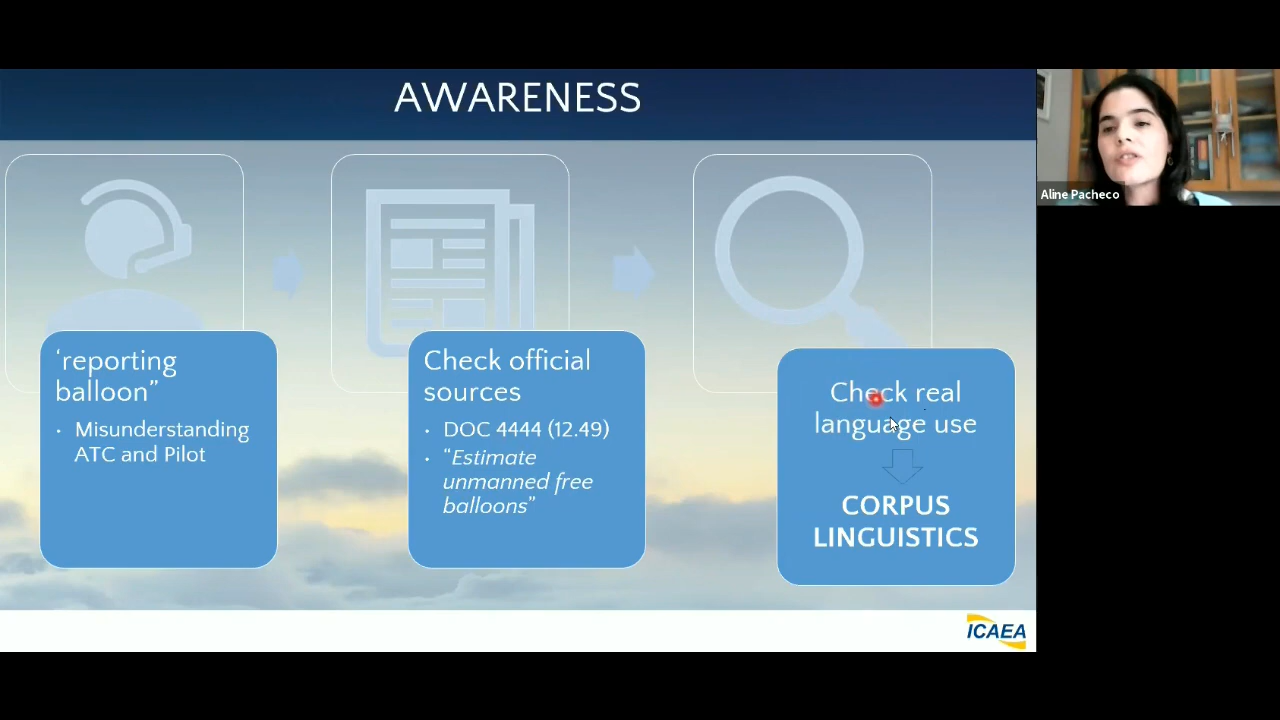 AWARENESS
Aline Pacheco
‘reporting
balloon”
• Misunderstanding
ATC and Pilot
Check official
sources
• DOC 4444 (12.49)
• “Estimate
unmanned free
balloons”
Check real
language use
CORPUS
LINGUISTICS
ICAEA